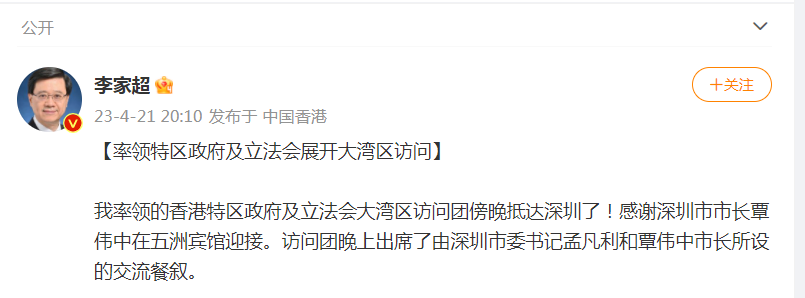 公开
李家超
+关注
23-4-21 20:10 发布于 中国香港
【率领特区政府及立法会展开大湾区访问】
我率领的香港特区政府及立法会大湾区访问团傍晚抵达深圳了！感谢深圳市市长覃
伟中在五洲宾馆迎接。访问团晚上出席了由深圳市委书记孟凡利和覃伟中市长所设
的交流餐叙。